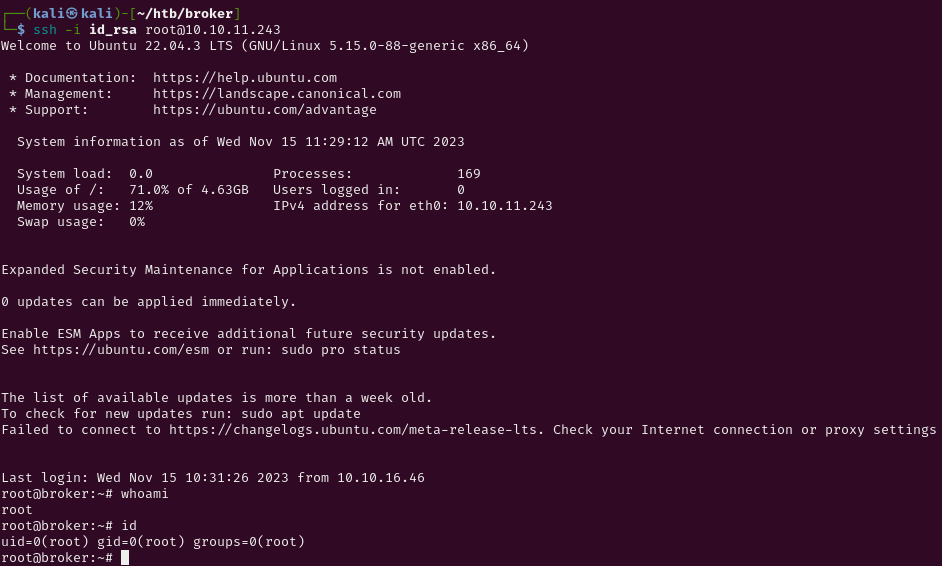 ┌──(kali㉿kali)-[~/htb/broker]
└─$ ssh -i id_rsa root@10.10.11.243
Welcome to Ubuntu 22.04.3 LTS (GNU/Linux 5.15.0-88-generic x86_64)
 * Documentation:  https://help.ubuntu.com
 * Management:     https://landscape.canonical.com
 * Support:        https://ubuntu.com/advantage
  System information as of Wed Nov 15 11:29:12 AM UTC 2023
  System load:  0.0               Processes:             169
  Usage of /:   71.0% of 4.63GB   Users logged in:       0
  Memory usage: 12%               IPv4 address for eth0: 10.10.11.243
  Swap usage:   0%
Expanded Security Maintenance for Applications is not enabled.
0 updates can be applied immediately.
Enable ESM Apps to receive additional future security updates.
See https://ubuntu.com/esm or run: sudo pro status
The list of available updates is more than a week old.
To check for new updates run: sudo apt update
Failed to connect to https://changelogs.ubuntu.com/meta-release-lts. Check your Internet connection or proxy settings
Last login: Wed Nov 15 10:31:26 2023 from 10.10.16.46
root@broker:~# whoami
root
root@broker:~# id
uid=0(root) gid=0(root) groups=0(root)
root@broker:~#